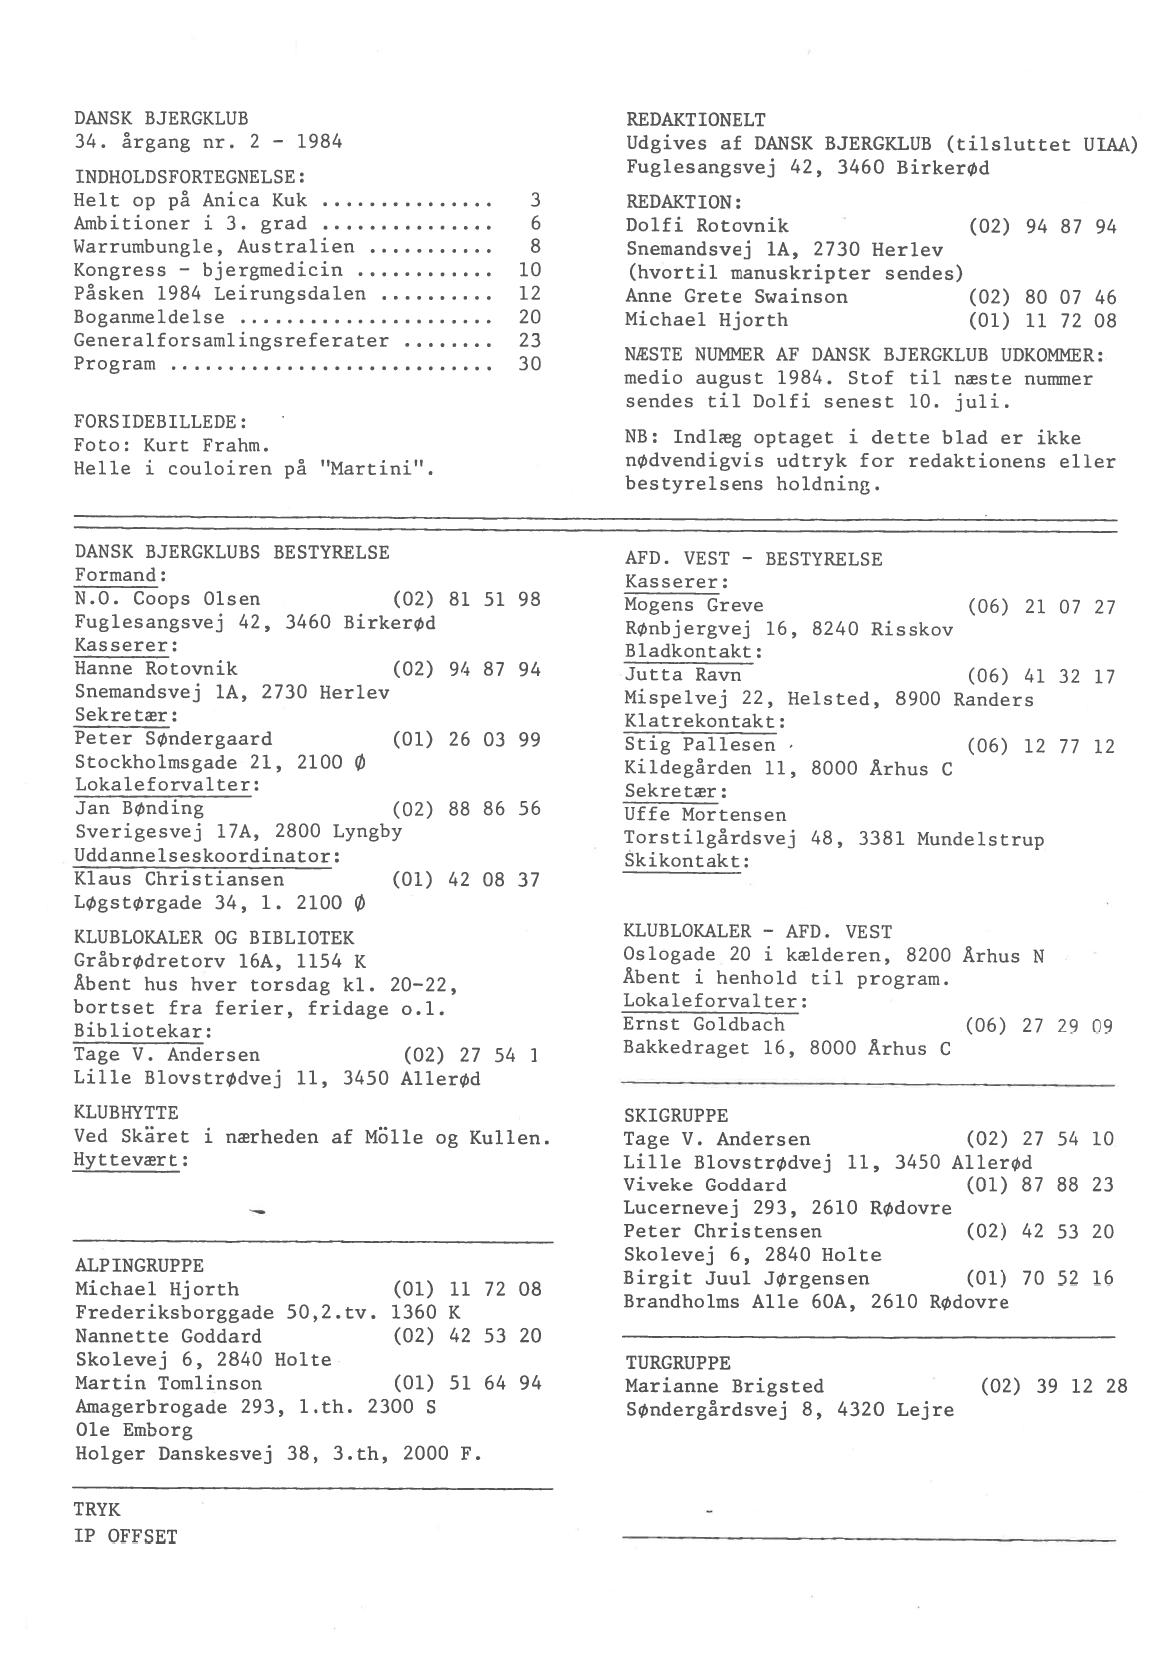 DANSK BJERGKLUB
34. årgang nr. 2 - 1984
INDHOLDSFORTEGNELSE:
Helt op på Anica Kuk ............... 3
Ambitioner i 3. grad ............... 6
Warrumbungle, Australien ........... 8
Kongress - bjergmedicin ............ 10
Påsken 1984 Leirungsdalen .......... 12
Boganmeldelse ...................... 20
Generalforsamlingsreferater ........ 23
Program ............................ 30
FORSIDEBILLEDE:
Foto: Kurt Frahm.
Helle i couloiren på "Martini".
REDAKTIONELT
Udgives af DANSK BJERGKLUB (tilsluttet UIAA)
Fuglesangsvej 42, 3460 Birkerød
REDAKTION:
Dolfi Rotovnik (02) 94 87 94
Snemandsvej 1A, 2730 Herlev
(hvortil manuskripter sendes)
Anne Grete Swainson (02) 80 07 46
Michael Hjorth (01) 11 72 08
NÆSTE NUMMER AF DANSK BJERGKLUB UDKOMMER:
medio august 1984. Stof til næste nummer
sendes til Dolfi senest 10. juli.
NB: Indlæg optaget i dette blad er ikke
nødvendigvis udtryk for redaktionens eller
bestyrelsens holdning.
DANSK BJERGKLUBS BESTYRELSE
Formand:
N.O. Coops Olsen (02) 81 51 98
Fuglesangsvej 42, 3460 Birkerød
Kasserer:
Hanne Rotovnik (02) 94 87 94
Snemandsvej 1A, 2730 Herlev
Sekretær:
Peter Søndergaard (01) 26 03 99
Stockholmsgade 21, 2100 Ø
Lokaleforvalter:
Jan Bønding (02) 88 86 56
Sverigesvej 17A, 2800 Lyngby
Uddannelseskoordinator:
Klaus Christiansen (01) 42 08 37
Løgstørgade 34, 1. 2100 Ø
KLUBLOKALER OG BIBLIOTEK
Gråbrødretorv 16A, 1154 K
Åbent hus hver torsdag kl. 20-22,
bortset fra ferier, fridage o.l.
Bibliotekar:
Tage V. Andersen (02) 27 54 1
Lille Blovstrødvej 11, 3450 Allerød
KLUBHYTTE
Ved Skäret i nærheden af Mölle og Kullen.
Hyttevært:
ALPINGRUPPE
Michael Hjorth (01) 11 72 08
Frederiksborggade 50,2.tv. 1360 K
Nannette Goddard (02) 42 53 20
Skolevej 6, 2840 Holte
Martin Tomlinson (01) 51 64 94
Amagerbrogade 293, 1.th. 2300 S
Ole Emborg
Holger Danskesvej 38, 3.th, 2000 F.
TRYK
IP OFFSET
AFD. VEST - BESTYRELSE
Kasserer:
Mogens Greve (06) 21 07 27
Rønbjergvej 16, 8240 Risskov
Bladkontakt:
Jutta Ravn (06) 41 32 17
Mispelvej 22, Helsted, 8900 Randers
Klatrekontakt:
Stig Pallesen (06) 12 77 12
Kildegården 11, 8000 Århus C
Sekretær:
Uffe Mortensen
Torstilgårdsvej 48, 3381 Mundelstrup
Skikontakt:
KLUBLOKALER - AFD. VEST
Oslogade 20 i kælderen, 8200 Århus N
Åbent i henhold til program.
Lokaleforvalter:
Ernst Goldbach (06) 27 29 09
Bakkedraget 16, 8000 Århus C
SKIGRUPPE
Tage V. Andersen (02) 27 54 10
Lille Blovstrødvej 11, 3450 Allerød
Viveke Goddard (01) 87 88 23
Lucernevej 293, 2610 Rødovre
Peter Christensen (02) 42 53 20
Skolevej 6, 2840 Holte
Birgit Juul Jørgensen (01) 70 52 16
Brandholms Alle 60A, 2610 Rødovre
TURGRUPPE
Marianne Brigsted (02) 39 12 28
Søndergårdsvej 8, 4320 Lejre